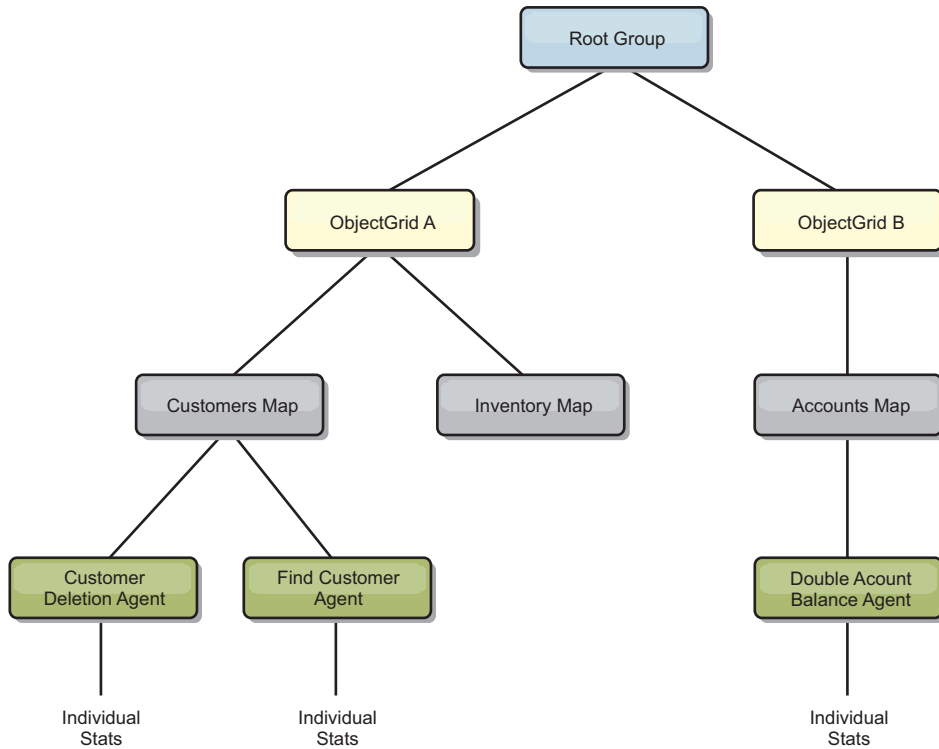 Root Group
ObjectGrid A
ObjectGrid B
Customers Map
Inventory Map
Accounts Map
Customer
Deletion Agent
Find Customer
Agent
Double Acount
Balance Agent
Individual
Stats
Individual
Stats
Individual
Stats